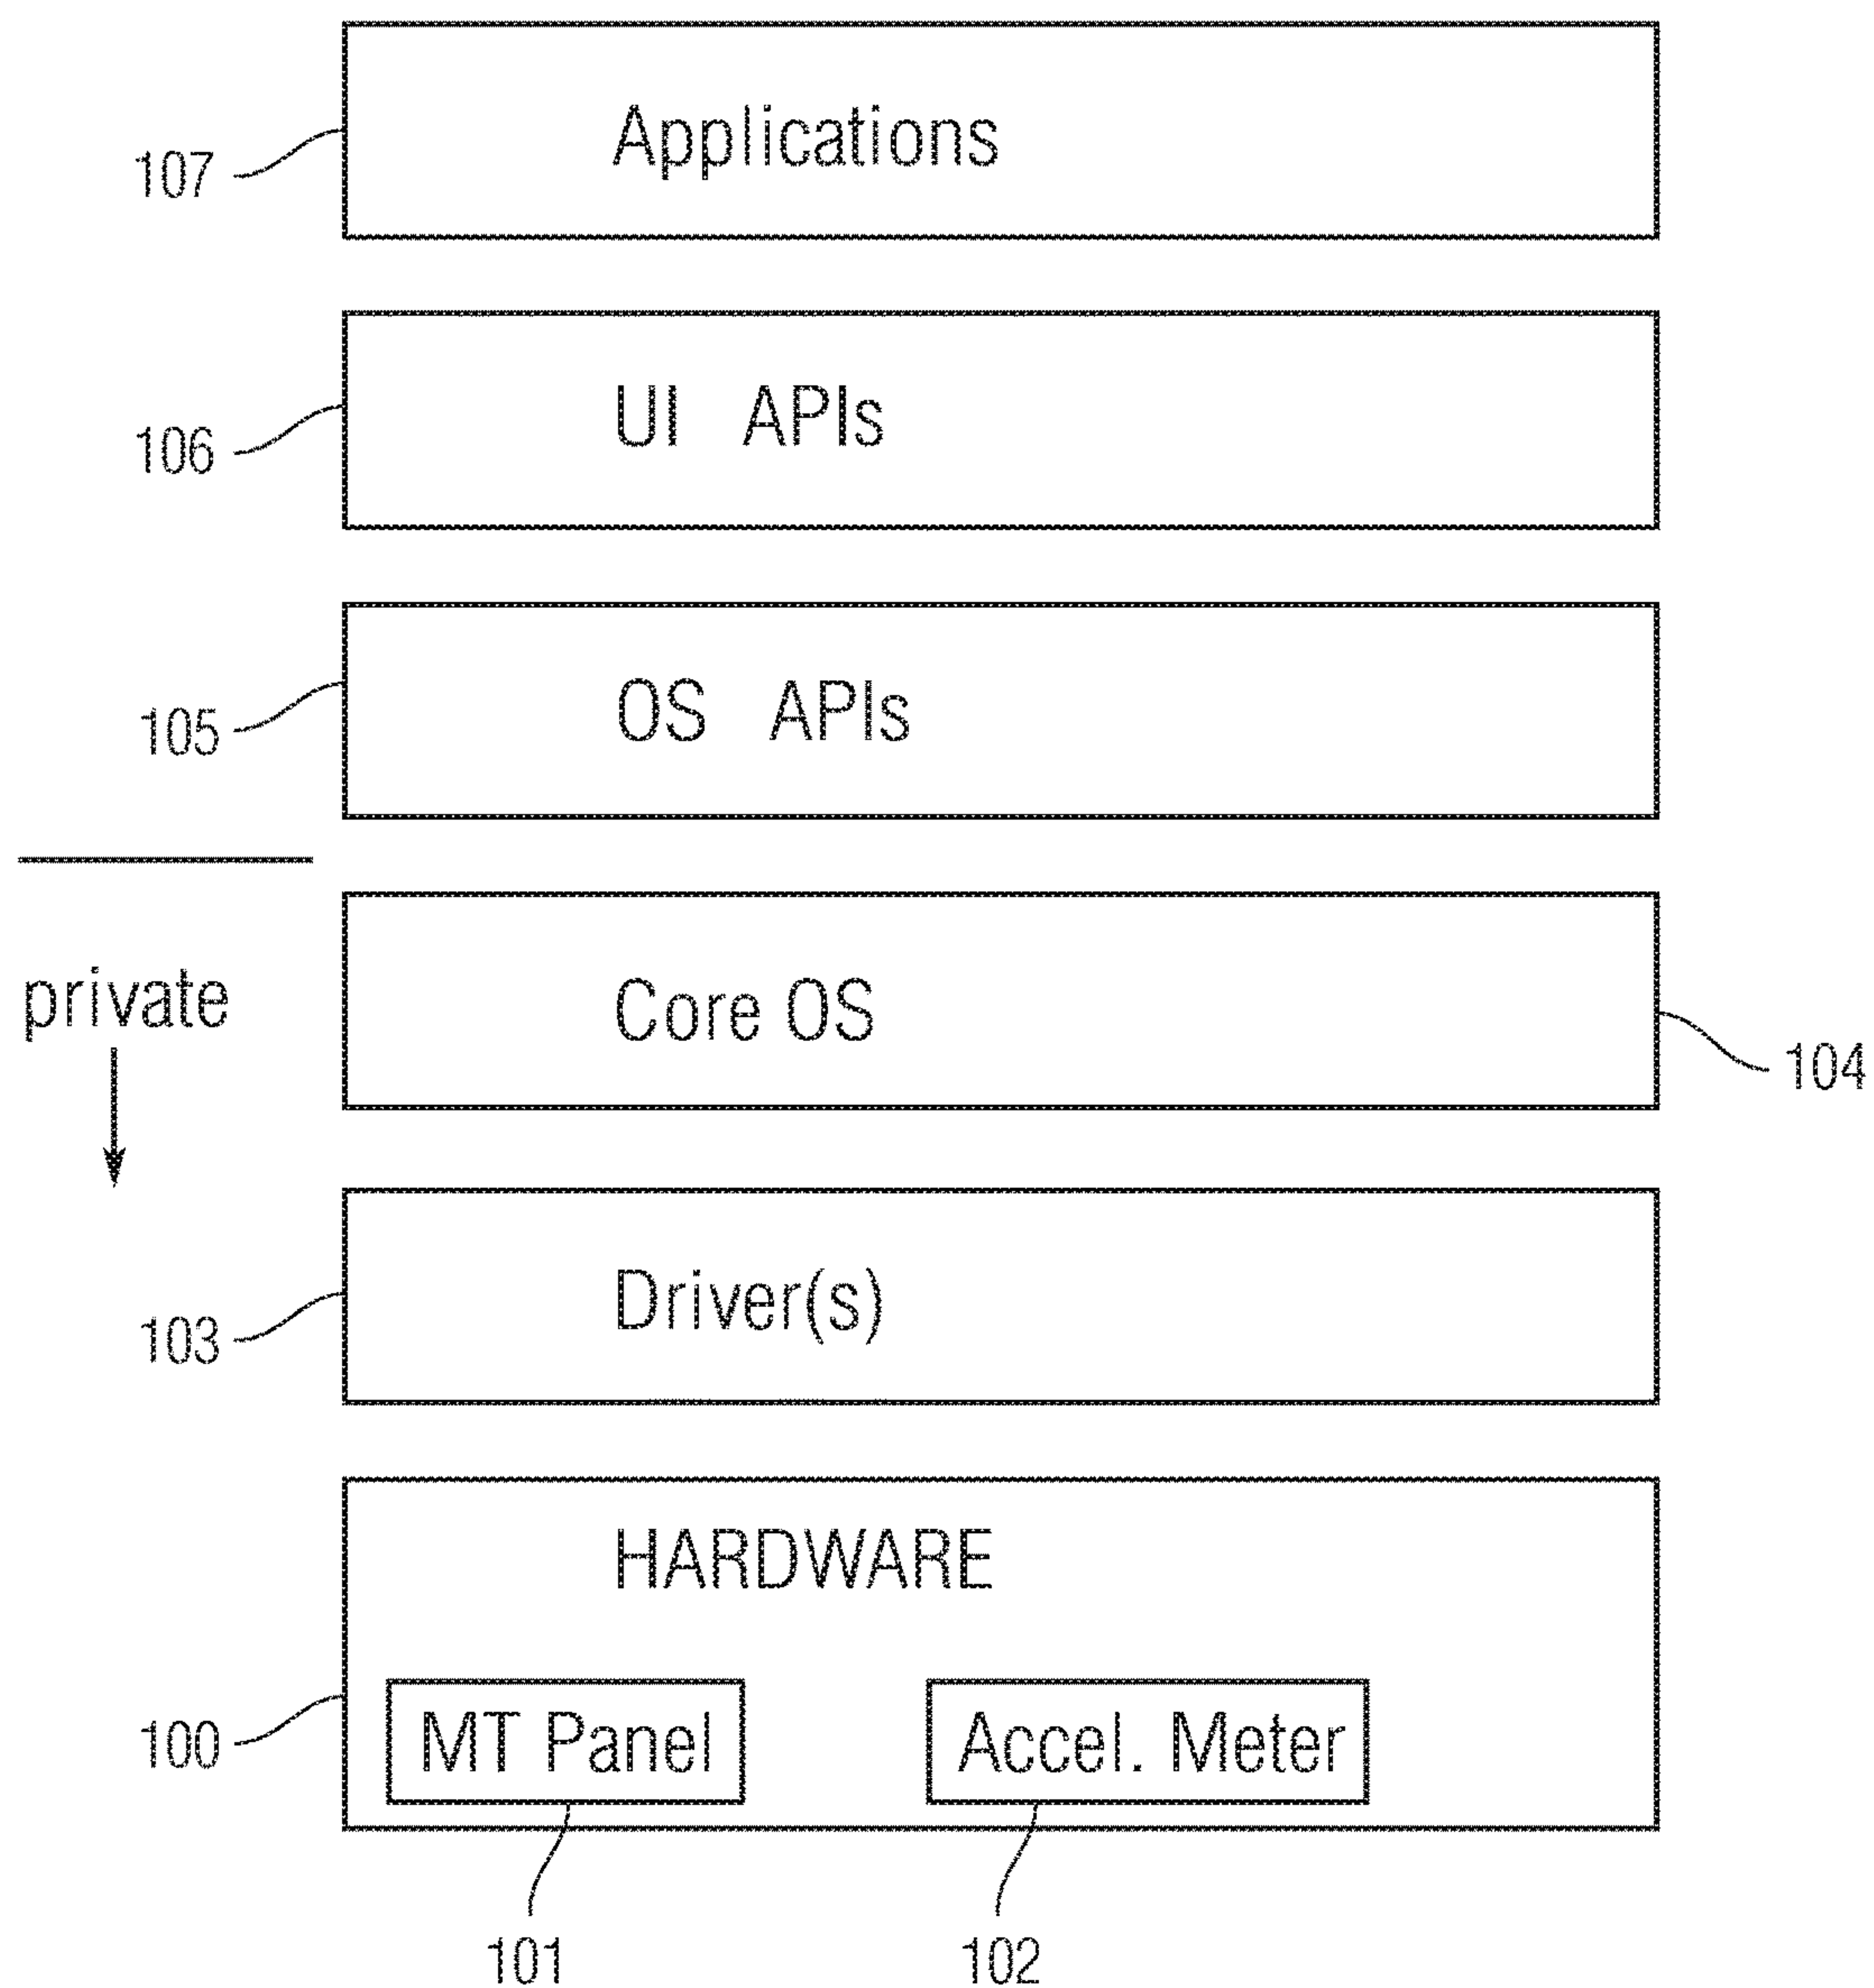 Applications
107
UI APIs
106
OS APIs
105
private
Core OS
104
Driver(s)
103
HARDWARE
100
MT Panel
Accel. Meter
101
102